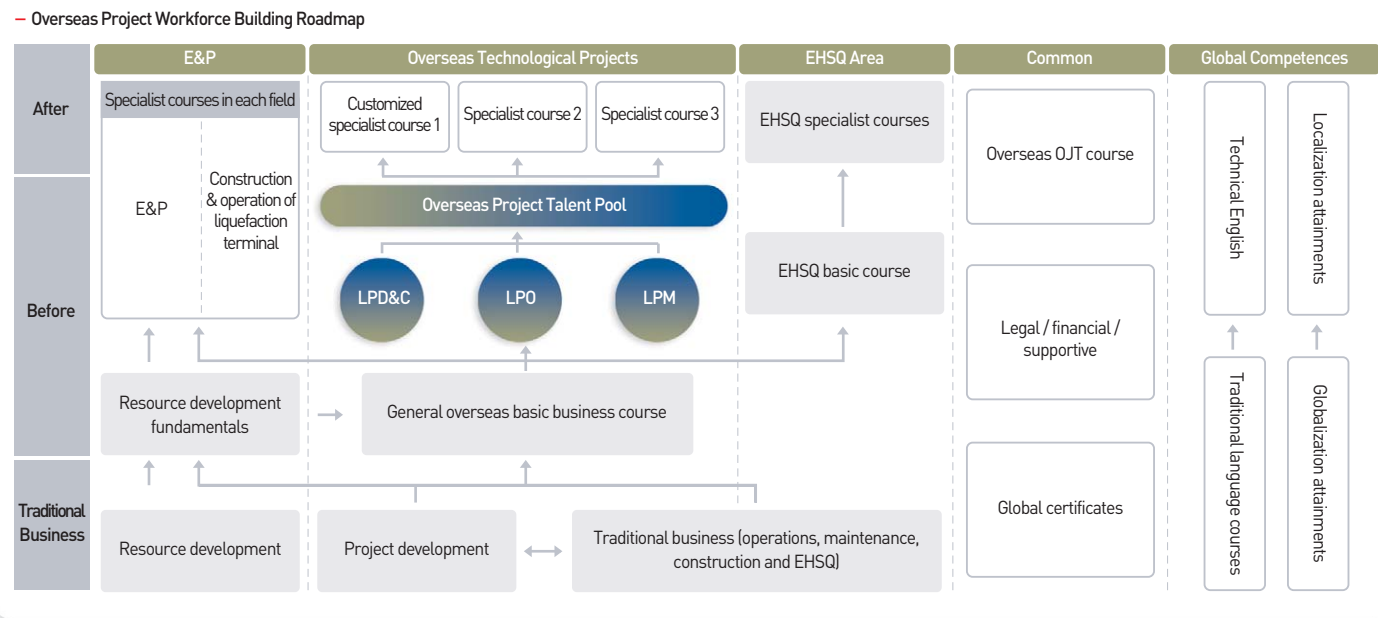 – Overseas Project Workforce Building Roadmap
E&P
Overseas Technological Projects
EHSQ Area
Common
Global Competences
After
Before
Traditional
Business
Specialist courses in each field
E&P
Construction
& operation of
liquefaction
terminal
Resource development
fundamentals
Resource development
Customized
specialist course 1
Specialist course 2
Specialist course 3
Overseas Project Talent Pool
LPD&C
LPO
LPM
General overseas basic business course
Project development
Traditional business (operations, maintenance,
construction and EHSQ)
EHSQ specialist courses
EHSQ basic course
Overseas OJT course
Legal / financial /
supportive
Global certificates
Technical English
Localization attainments
Traditional language courses
Globalization attainments